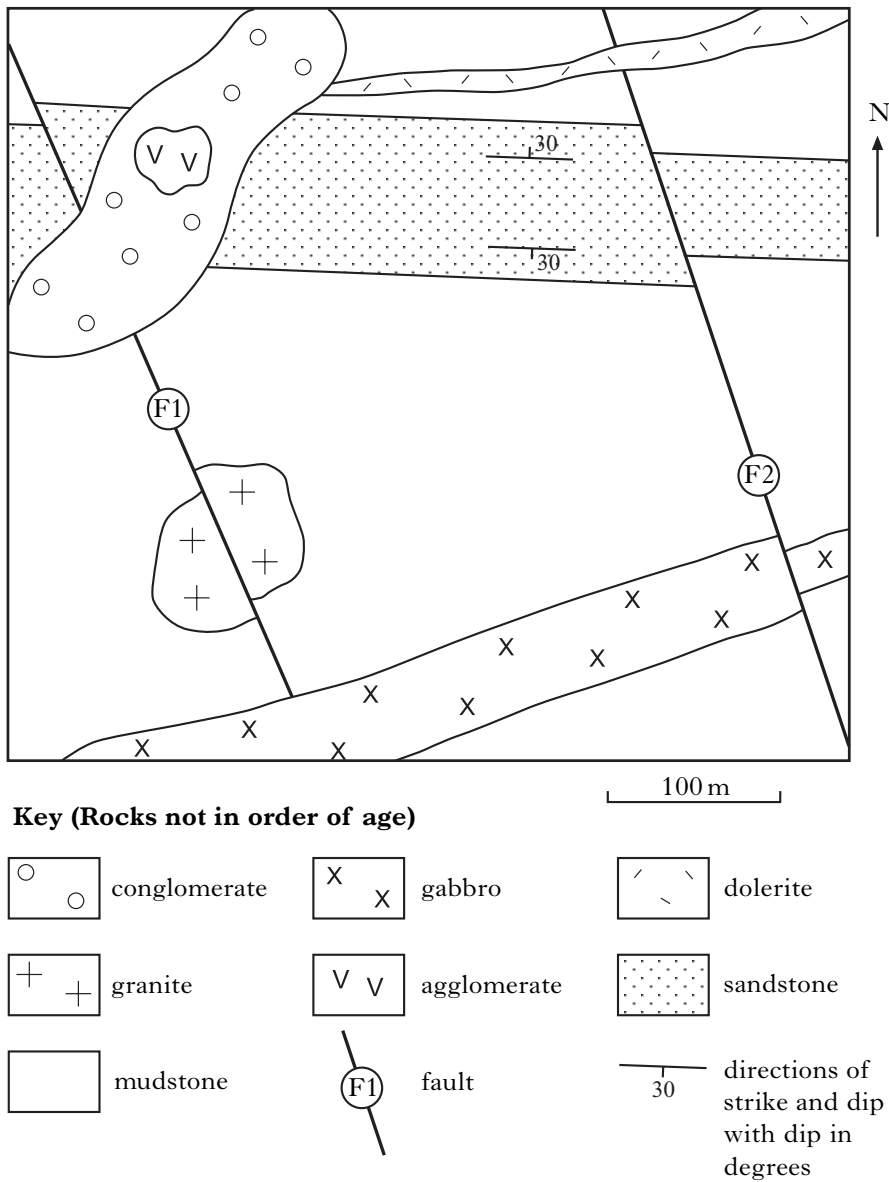 N
30
30
F1
F2
100 m
Key (Rocks not in order of age)
conglomerate
gabbro
dolerite
granite
agglomerate
sandstone
mudstone
F1
fault
30
directions of
strike and dip
with dip in
degrees